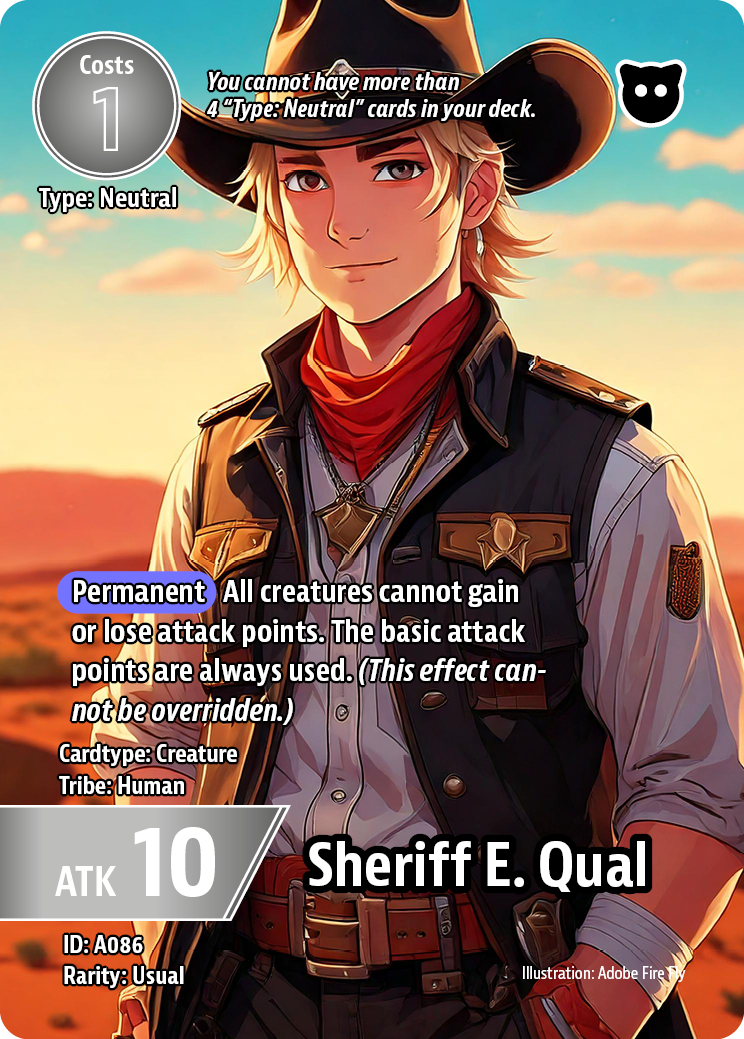 Costs
1
You cannot have more than
4 “Type: Neutral” cards in your deck.
Type: Neutral
Permanent All creatures cannot gain
or lose attack points. The basic attack
points are always used. (This effect can-
not be overridden.)
Cardtype: Creature
Tribe: Human
ATK 10
Sheriff E. Qual
ID: A086
Rarity: Usual
Illustration: Adobe Fire Fly